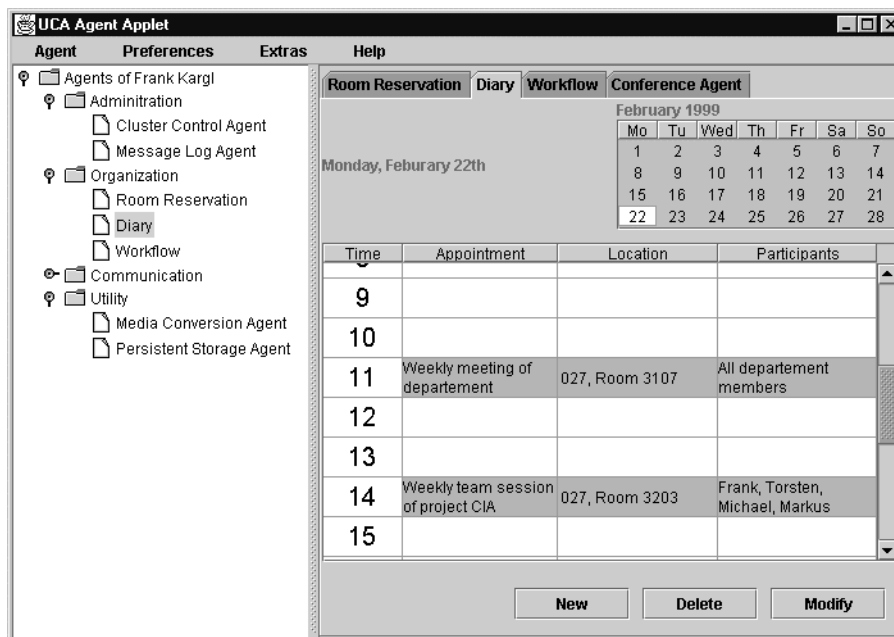 UCA Agent Applet
Agent Preferences Extras Help
Agents of Frank Kargl
Adminitration
Cluster Control Agent
Message Log Agent
Organization
Room Reservation
Diary
Workflow
Communication
Utility
Media Conversion Agent
Persistent Storage Agent
Room Reservation Diary Workflow Conference Agent
February 1999
Mo Tu Wed Th Fr Sa So
1 2 3 4 5 6 7
8 9 10 11 12 13 14
15 16 17 18 19 20 21
22 23 24 25 26 27 28
Monday, Feburary 22th
Time Appointment Location Participants
9
10
11 Weekly meeting of departement 027, Room 3107 All departement members
12
13
14 Weekly team session of project CIA 027, Room 3203 Frank, Torsten, Michael, Markus
15
New Delete Modify